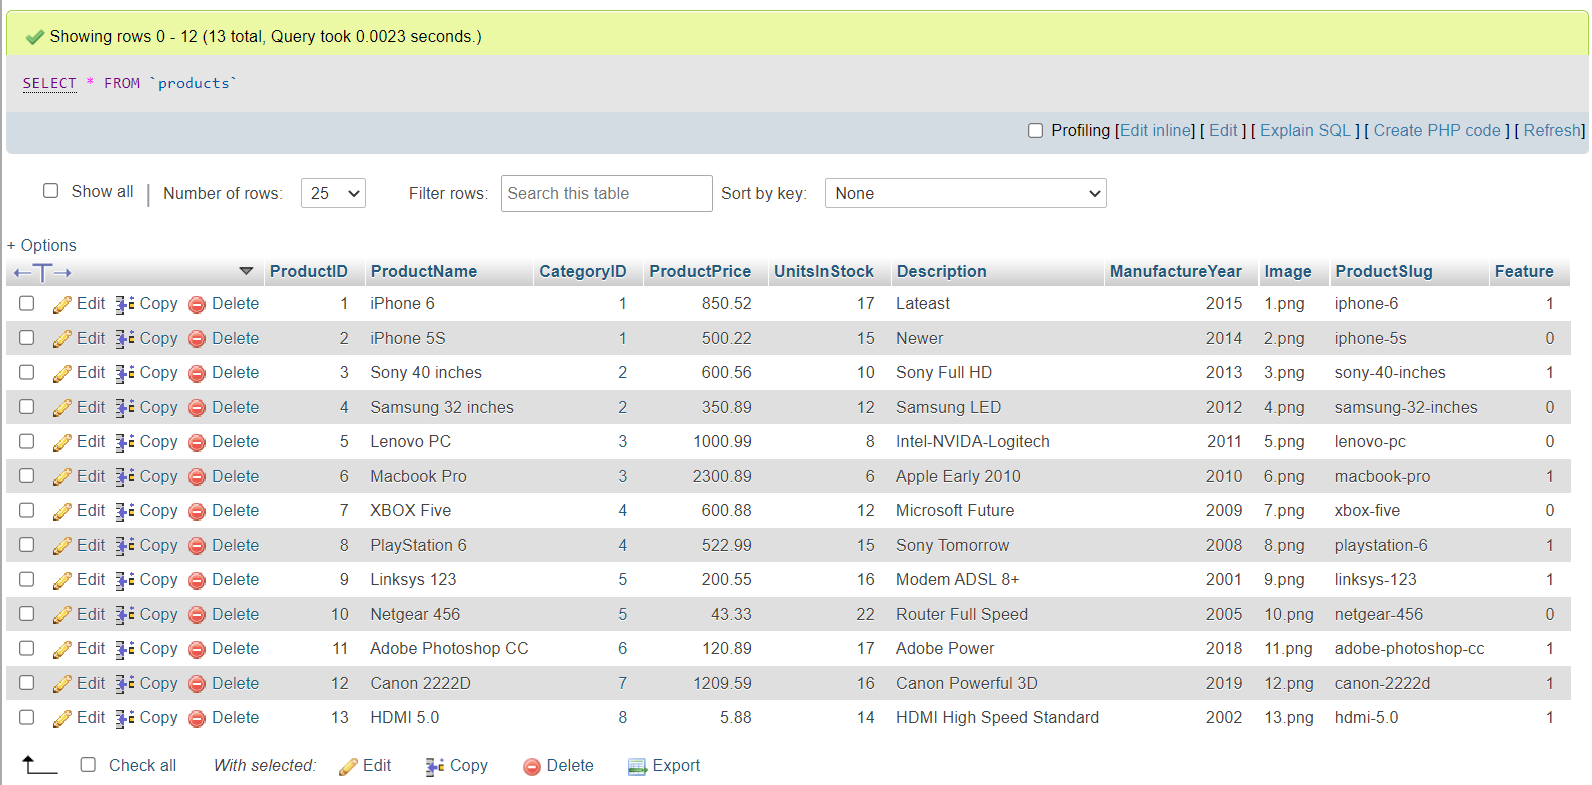 Showing rows 0 - 12 (13 total, Query took 0.0023 seconds.)
SELECT * FROM `products`
Profiling [Edit inline] [ Edit ] [ Explain SQL ] [ Create PHP code ] [ Refresh]
Show all | Number of rows: 25 Filter rows: Search this table Sort by key: None
+ Options
ProductID ProductName CategoryID ProductPrice UnitsInStock Description ManufactureYear Image ProductSlug Feature
Edit Copy Delete 1 iPhone 6 1 850.52 17 Lateast 2015 1.png iphone-6 1
Edit Copy Delete 2 iPhone 5S 1 500.22 15 Newer 2014 2.png iphone-5s 0
Edit Copy Delete 3 Sony 40 inches 2 600.56 10 Sony Full HD 2013 3.png sony-40-inches 1
Edit Copy Delete 4 Samsung 32 inches 2 350.89 12 Samsung LED 2012 4.png samsung-32-inches 0
Edit Copy Delete 5 Lenovo PC 3 1000.99 8 Intel-NVIDA-Logitech 2011 5.png lenovo-pc 0
Edit Copy Delete 6 Macbook Pro 3 2300.89 6 Apple Early 2010 2010 6.png macbook-pro 1
Edit Copy Delete 7 XBOX Five 4 600.88 12 Microsoft Future 2009 7.png xbox-five 0
Edit Copy Delete 8 PlayStation 6 4 522.99 15 Sony Tomorrow 2008 8.png playstation-6 1
Edit Copy Delete 9 Linksys 123 5 200.55 16 Modem ADSL 8+ 2001 9.png linksys-123 1
Edit Copy Delete 10 Netgear 456 5 43.33 22 Router Full Speed 2005 10.png netgear-456 0
Edit Copy Delete 11 Adobe Photoshop CC 6 120.89 17 Adobe Power 2018 11.png adobe-photoshop-cc 1
Edit Copy Delete 12 Canon 2222D 7 1209.59 16 Canon Powerful 3D 2019 12.png canon-2222d 1
Edit Copy Delete 13 HDMI 5.0 8 5.88 14 HDMI High Speed Standard 2002 13.png hdmi-5.0 1
Check all With selected: Edit Copy Delete Export